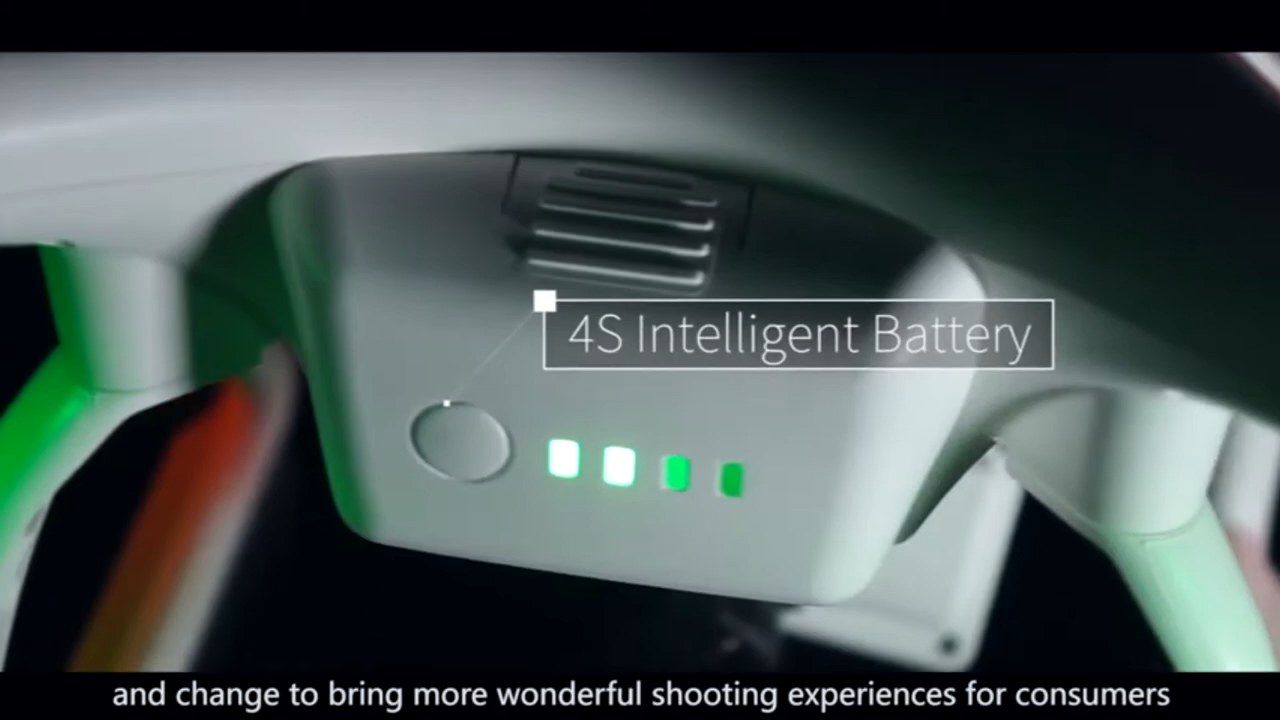 4S Intelligent Battery
and change to bring more wonderful shooting experiences for consumers